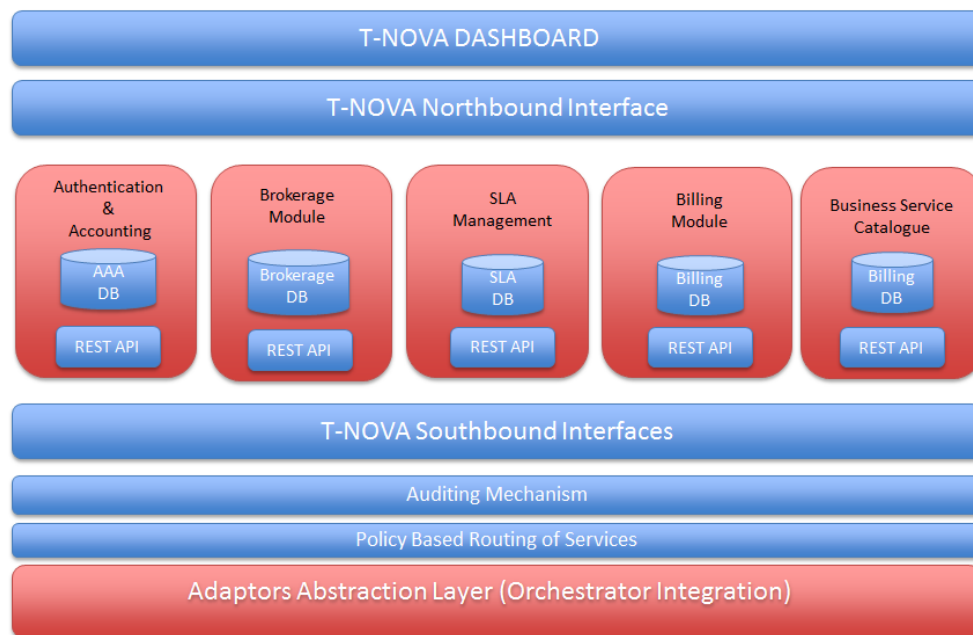 T-NOVA DASHBOARD
T-NOVA Northbound Interface
Authentication
&
Accounting
AAA
DB
REST API
Brokerage
Module
Brokerage
DB
REST API
SLA
Management
SLA
DB
REST API
Billing
Module
Billing
DB
REST API
Business Service
Catalogue
Billing
DB
REST API
T-NOVA Southbound Interfaces
Auditing Mechanism
Policy Based Routing of Services
Adaptors Abstraction Layer (Orchestrator Integration)